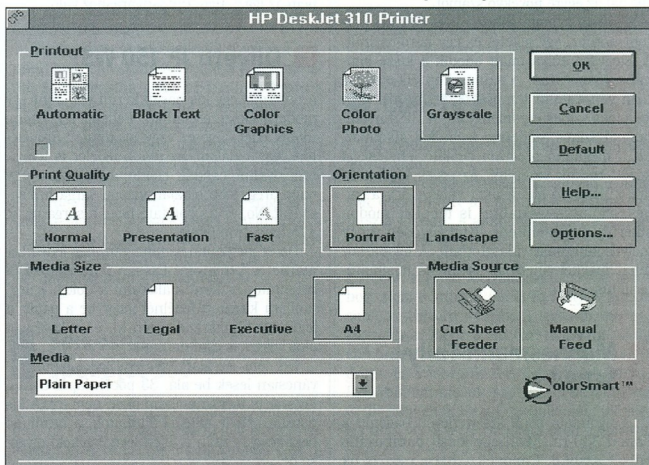 HP DeskJet 310 Printer
Printout
Automatic
Black Text
Color
Graphics
Color
Photo
Grayscale
OK
Cancel
Default
Help...
Options...
Print Quality
Normal
Presentation
Fast
Orientation
Portrait
Landscape
Media Size
Letter
Legal
Executive
A4
Media Source
Cut Sheet
Feeder
Manual
Feed
Media
Plain Paper
ColorSmart™